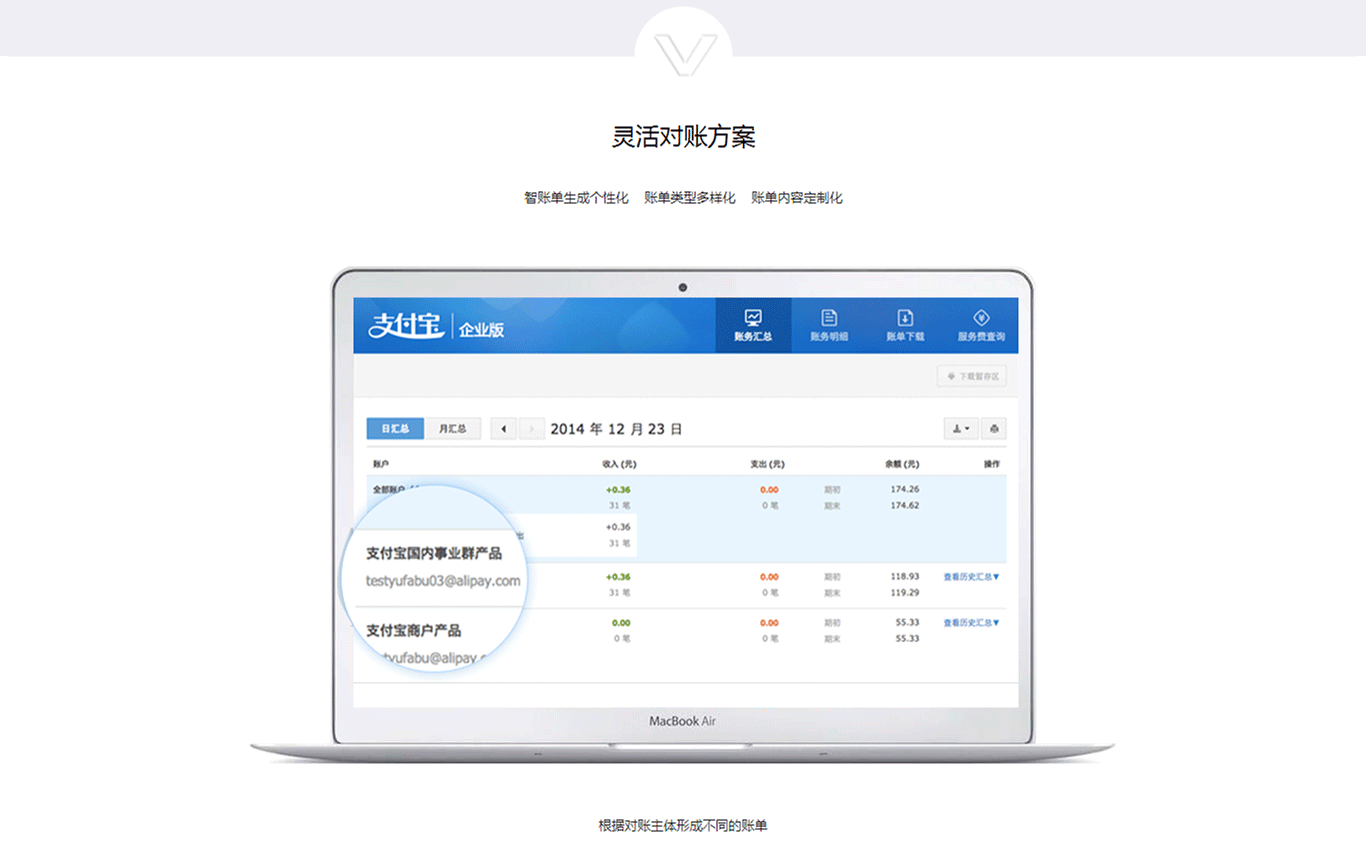 灵活对账方案
智账单生成个性化 账单类型多样化 账单内容定制化
支付宝 企业版
账务汇总 账务明细 账单下载 服务费查询
下载暂存区
日汇总 月汇总 2014 年 12 月 23 日
账户 收入 (元) 支出 (元) 余额 (元) 操作
全部账户 +0.36 0.00 期初 174.26
31 笔 0 笔 期末 174.62
出 +0.36
31 笔
支付宝国内事业群产品
testyufabu03@alipay.com
+0.36 0.00 期初 118.93 查看历史汇总▼
31 笔 0 笔 期末 119.29
支付宝商户产品
0.00 0.00 期初 55.33 查看历史汇总▼
0 笔 0 笔 期末 55.33
tyufabu@alipay
MacBook Air
根据对账主体形成不同的账单